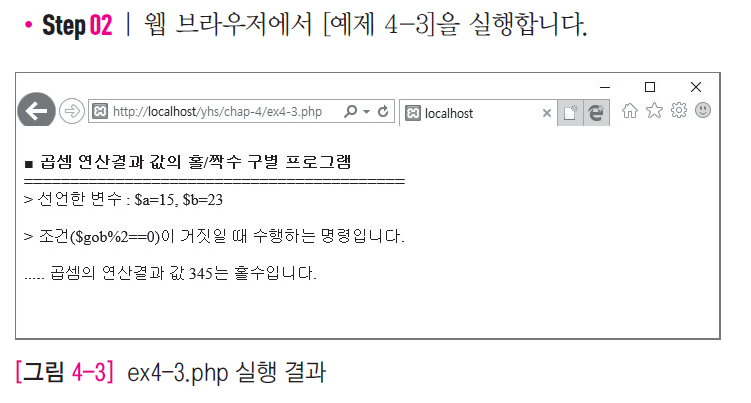 • Step 02 | 웹 브라우저에서 [예제 4-3]을 실행합니다.
http://localhost/yhs/chap-4/ex4-3.php
localhost
■ 곱셈 연산결과 값의 홀/짝수 구별 프로그램
===========================================
> 선언한 변수 : $a=15, $b=23
> 조건($gob%2==0)이 거짓일 때 수행하는 명령입니다.
..... 곱셈의 연산결과 값 345는 홀수입니다.
[그림 4-3] ex4-3.php 실행 결과